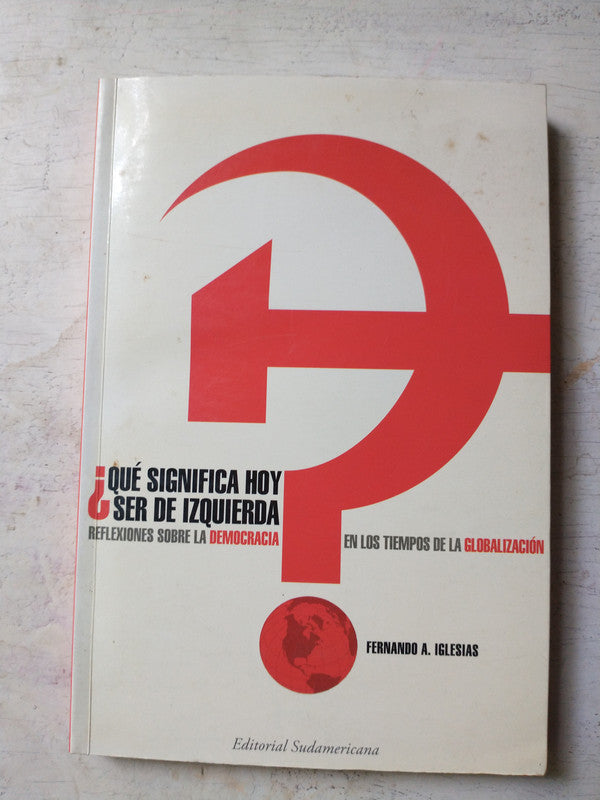 ¿QUÉ SIGNIFICA HOY
SER DE IZQUIERDA
REFLEXIONES SOBRE LA DEMOCRACIA EN LOS TIEMPOS DE LA GLOBALIZACIÓN
FERNANDO A. IGLESIAS
Editorial Sudamericana